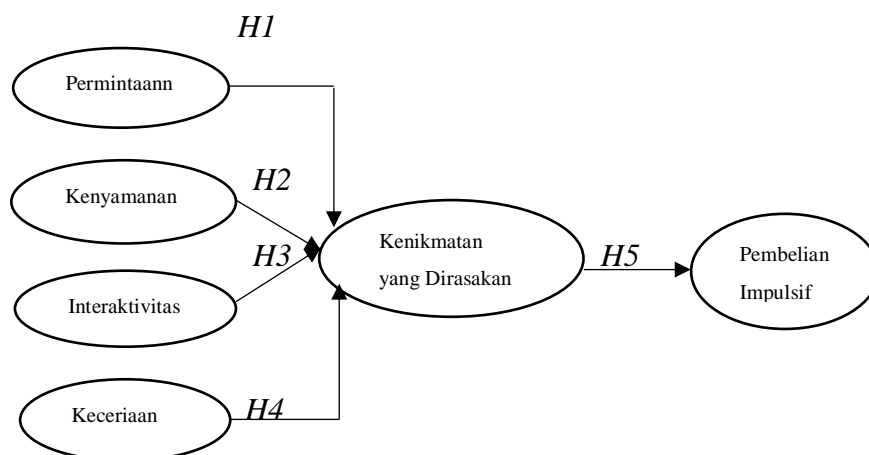 H1
Permintaann
Kenyamanan
H2
Kenikmatan
yang Dirasakan
H3
H5
Pembelian
Impulsif
Interaktivitas
Keceriaan
H4